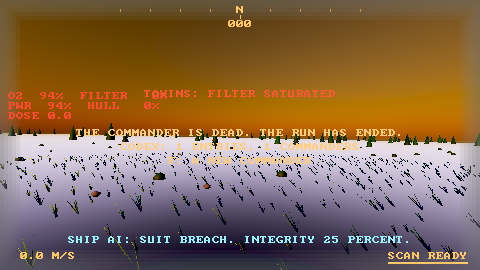 N
000
O2 94% FILTER 0%
TOXINS: FILTER SATURATED
PWR 94% HULL 0%
DOSE 0.0
THE COMMANDER IS DEAD. THE RUN HAS ENDED.
SHIP AI: SUIT BREACH. INTEGRITY 25 PERCENT.
0.0 M/S
SCAN READY